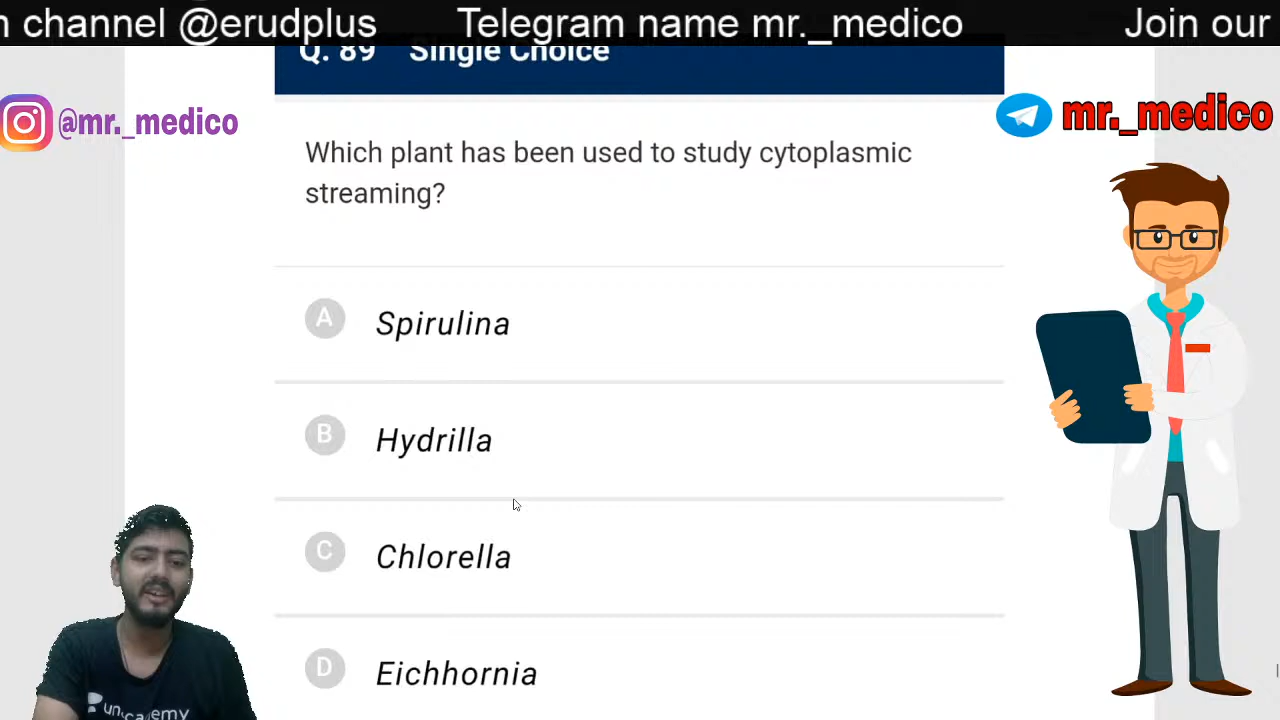 n channel @erudplus Telegram name mr._medico Join our
Q. 89 Single Choice
@mr._medico
mr._medico
Which plant has been used to study cytoplasmic
streaming?
A Spirulina
B Hydrilla
C Chlorella
D Eichhornia